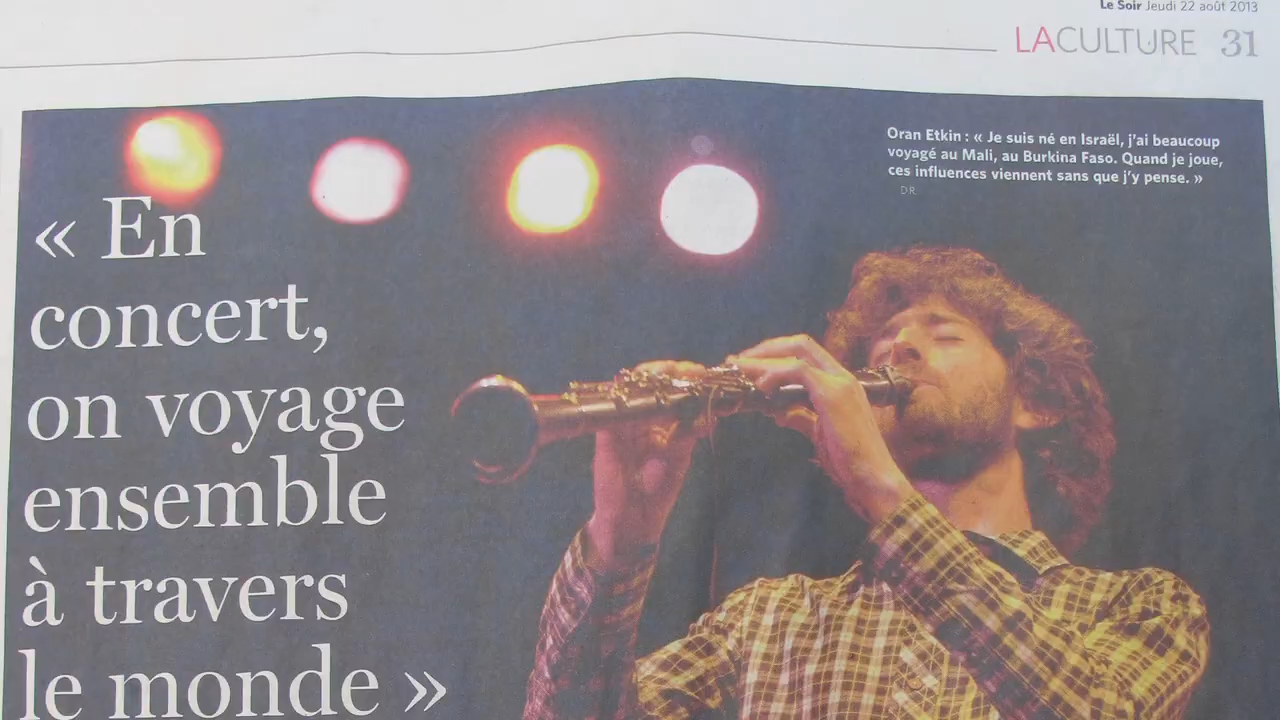 Le Soir Jeudi 22 août 2013
LACULTURE 31
Oran Etkin : « Je suis né en Israël, j'ai beaucoup
voyagé au Mali, au Burkina Faso. Quand je joue,
ces influences viennent sans que j'y pense. »
DR
« En
concert,
on voyage
ensemble
à travers
le monde »